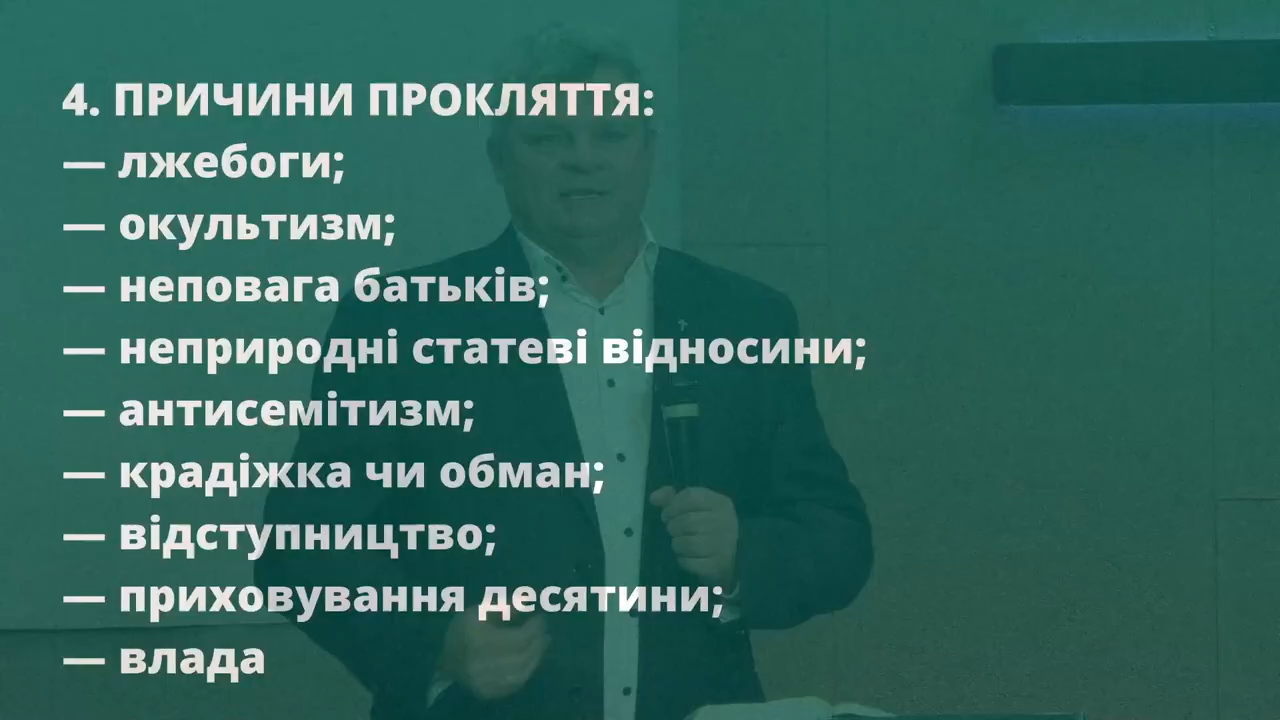 4. ПРИЧИНИ ПРОКЛЯТТЯ:
— лжебоги;
— окультизм;
— неповага батьків;
— неприродні статеві відносини;
— антисемітизм;
— крадіжка чи обман;
— відступництво;
— приховування десятини;
— влада